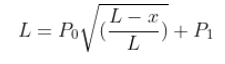 $L = P_0\sqrt{(\frac{L-x}{L})} + P_1$